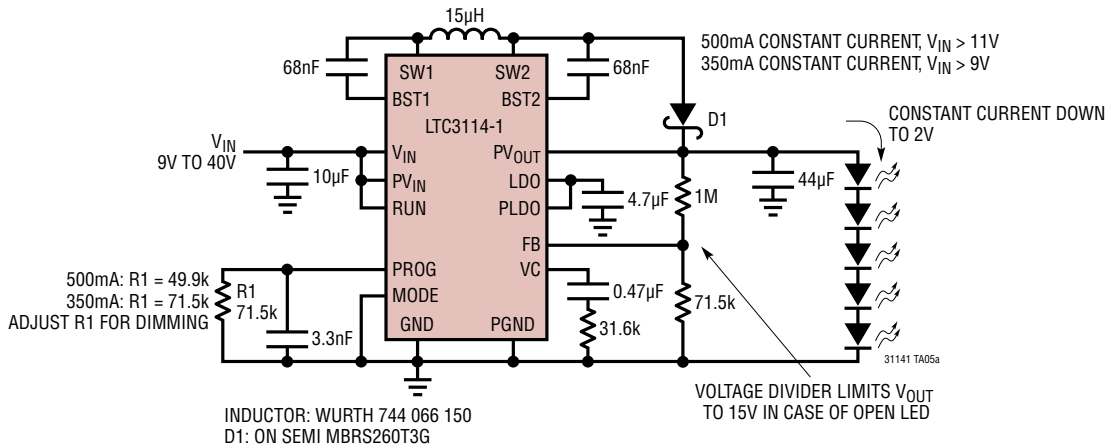 15µH
68nF
SW1
SW2
68nF
500mA CONSTANT CURRENT, VIN > 11V
350mA CONSTANT CURRENT, VIN > 9V
BST1
BST2
LTC3114-1
D1
CONSTANT CURRENT DOWN
TO 2V
VIN
9V TO 40V
VIN
PVOUT
10µF
PVIN
LDO
4.7µF
1M
44µF
RUN
PLDO
FB
500mA: R1 = 49.9k
350mA: R1 = 71.5k
ADJUST R1 FOR DIMMING
R1
71.5k
PROG
VC
MODE
0.47µF
71.5k
3.3nF
GND
PGND
31.6k
31141 TA05a
VOLTAGE DIVIDER LIMITS VOUT
TO 15V IN CASE OF OPEN LED
INDUCTOR: WURTH 744 066 150
D1: ON SEMI MBRS260T3G